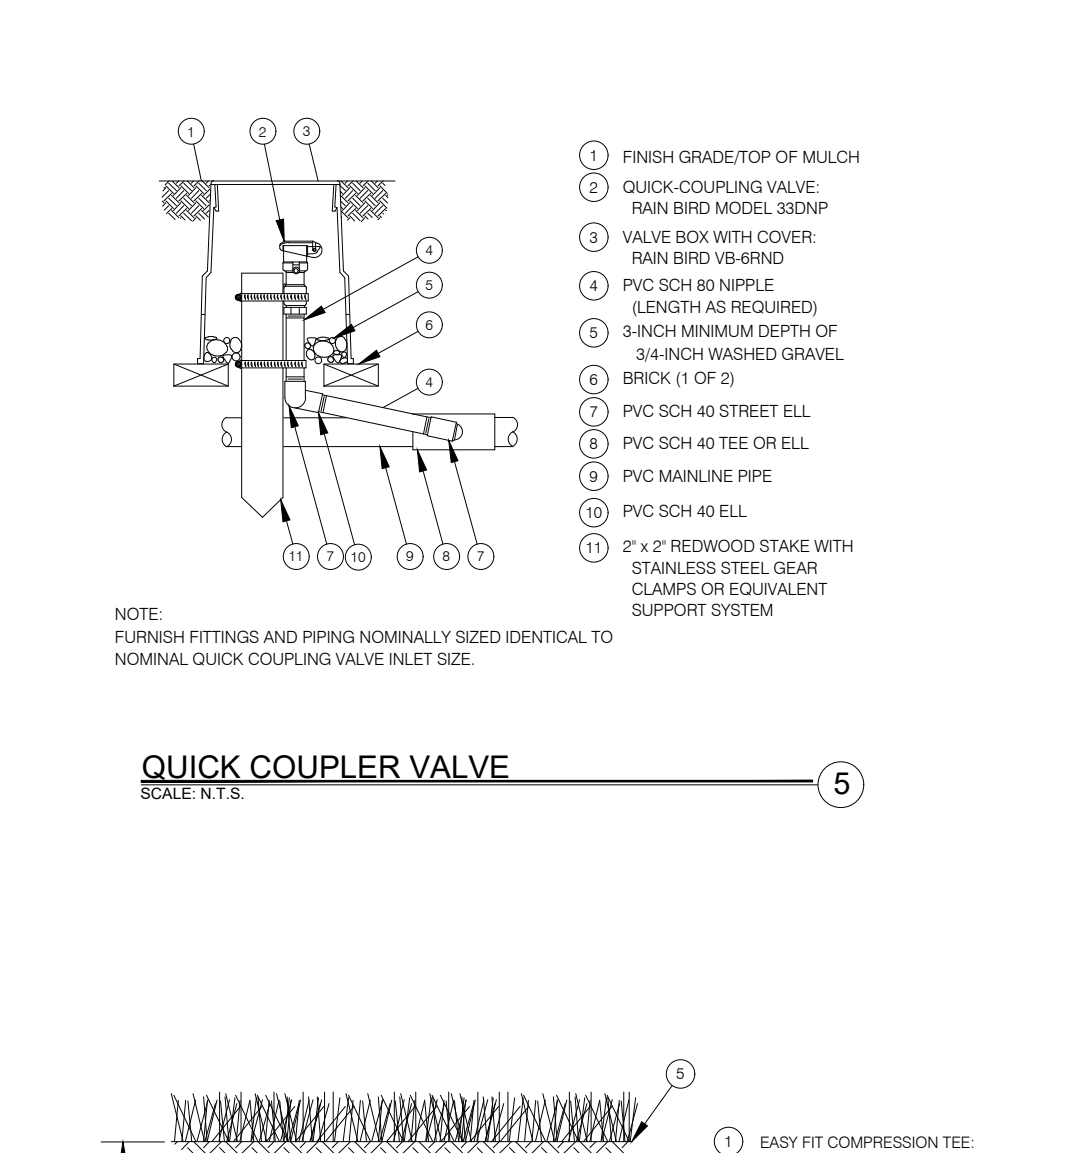 1 2 3
4
5
6
4
11 7 10 9 8 7
1 FINISH GRADE/TOP OF MULCH
2 QUICK-COUPLING VALVE:
RAIN BIRD MODEL 33DNP
3 VALVE BOX WITH COVER:
RAIN BIRD VB-6RND
4 PVC SCH 80 NIPPLE
(LENGTH AS REQUIRED)
5 3-INCH MINIMUM DEPTH OF
3/4-INCH WASHED GRAVEL
6 BRICK (1 OF 2)
7 PVC SCH 40 STREET ELL
8 PVC SCH 40 TEE OR ELL
9 PVC MAINLINE PIPE
10 PVC SCH 40 ELL
11 2" x 2" REDWOOD STAKE WITH
STAINLESS STEEL GEAR
CLAMPS OR EQUIVALENT
SUPPORT SYSTEM
NOTE:
FURNISH FITTINGS AND PIPING NOMINALLY SIZED IDENTICAL TO
NOMINAL QUICK COUPLING VALVE INLET SIZE.
QUICK COUPLER VALVE
SCALE: N.T.S.
5
5
1 EASY FIT COMPRESSION TEE: